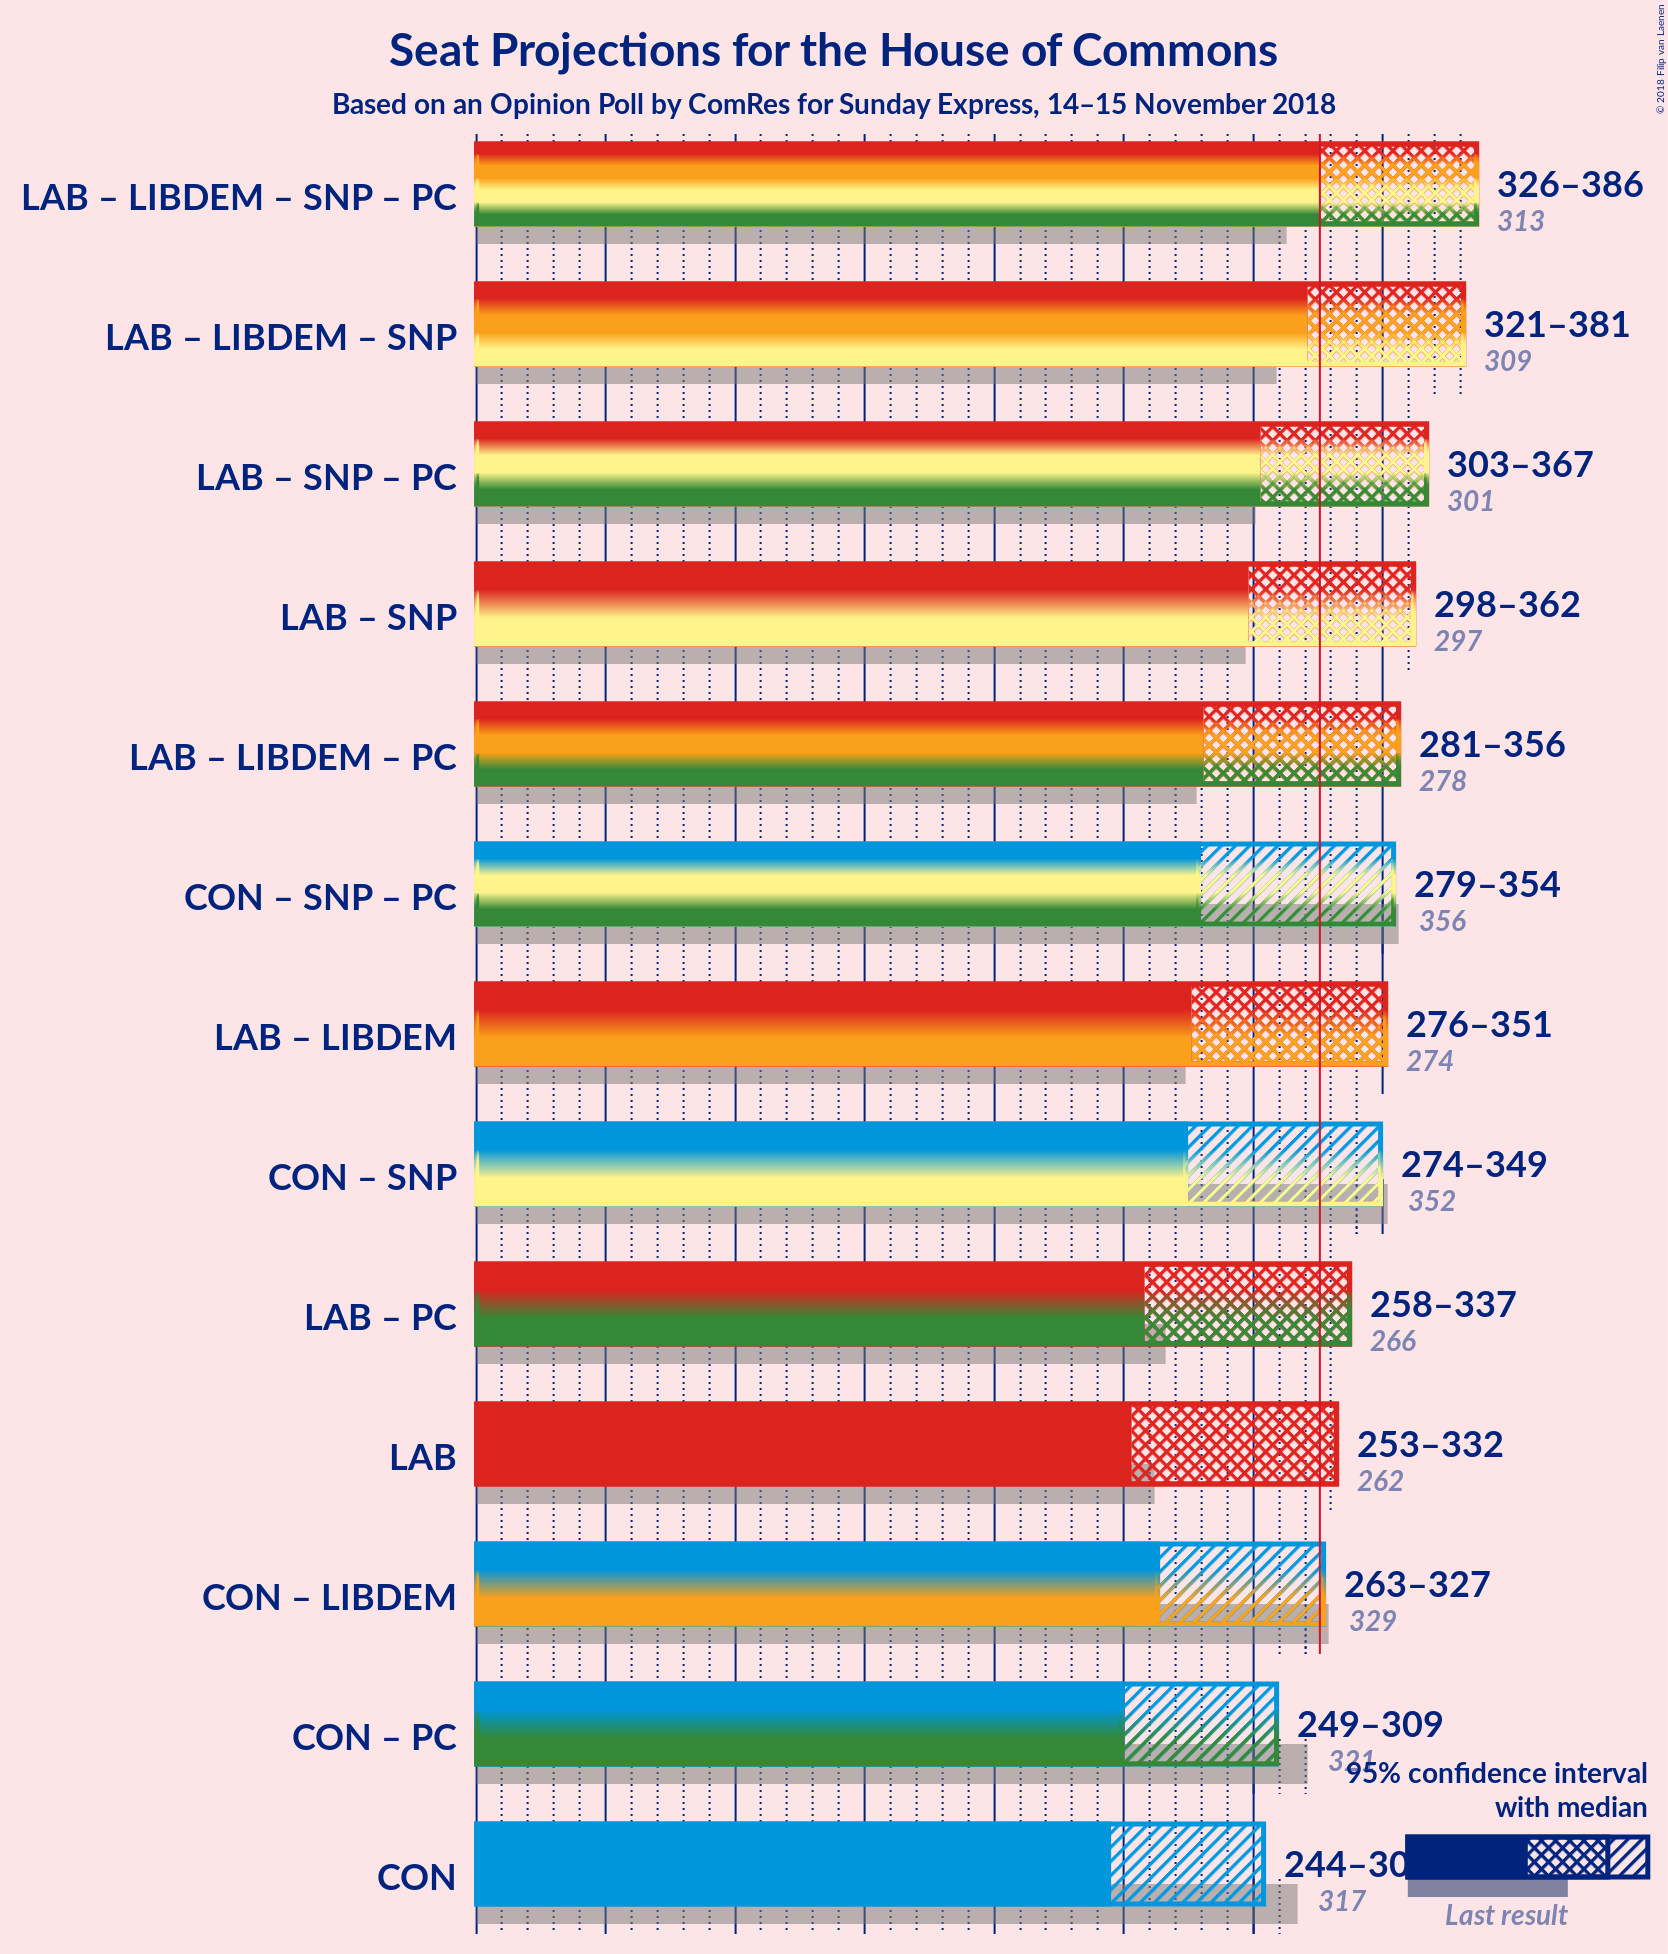 Seat Projections for the House of Commons
Based on an Opinion Poll by ComRes for Sunday Express, 14–15 November 2018
© 2018 Filip van Laenen
LAB – LIBDEM – SNP – PC
326–386
313
LAB – LIBDEM – SNP
321–381
309
LAB – SNP – PC
303–367
301
LAB – SNP
298–362
297
LAB – LIBDEM – PC
281–356
278
CON – SNP – PC
279–354
356
LAB – LIBDEM
276–351
274
CON – SNP
274–349
352
LAB – PC
258–337
266
LAB
253–332
262
CON – LIBDEM
263–327
329
CON – PC
249–309
321
95% confidence interval
with median
CON
244–30
317
Last result